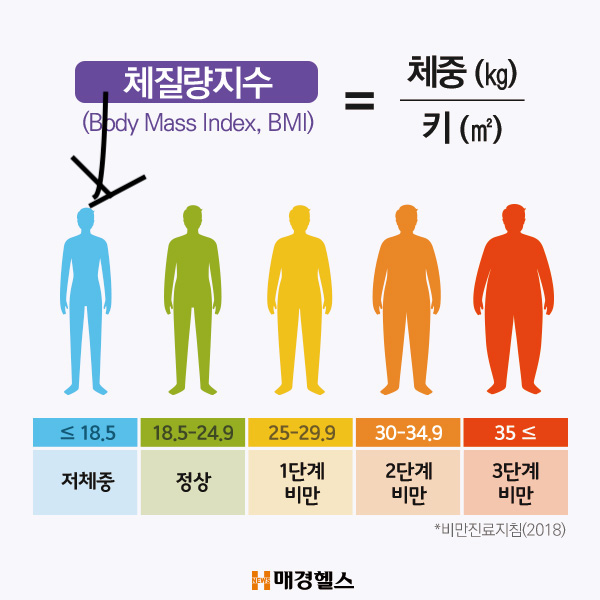 체질량지수
(Body Mass Index, BMI)
=
체중 (kg)
키 (㎡)
≤ 18.5
18.5-24.9
25-29.9
30-34.9
35 ≤
저체중
정상
1단계
비만
2단계
비만
3단계
비만
*비만진료지침(2018)
NEWS 매경헬스